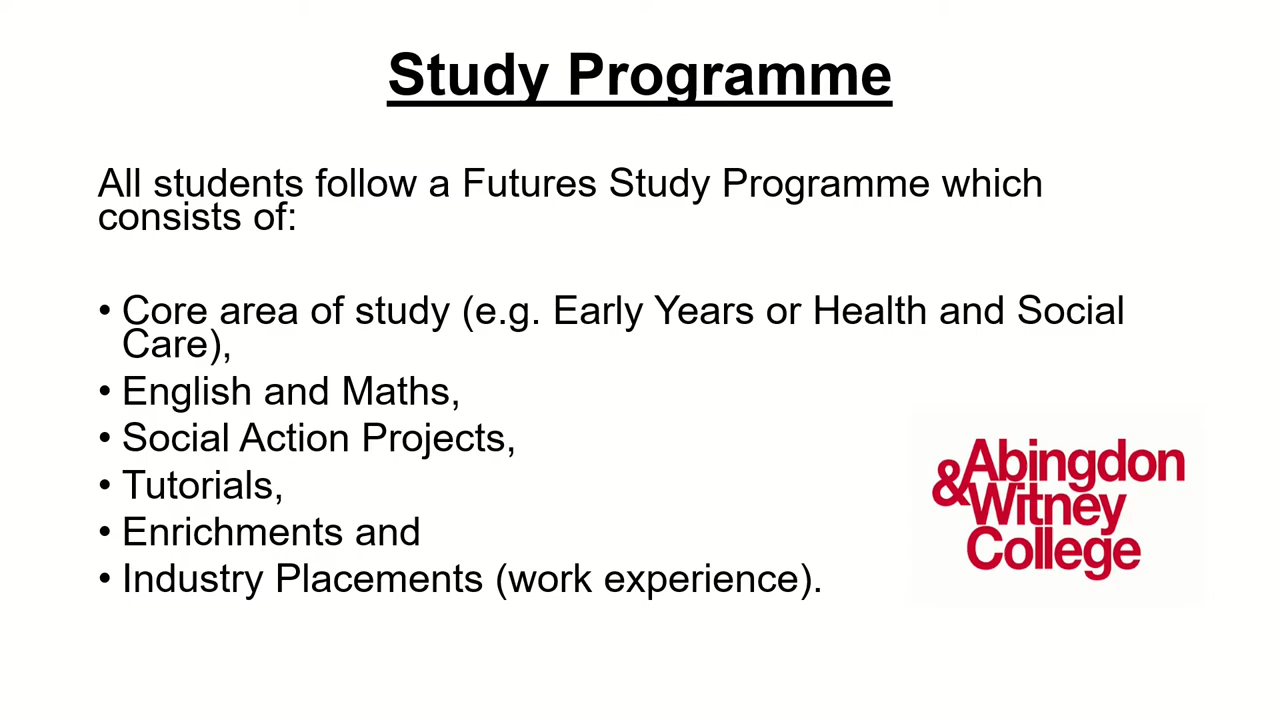 Study Programme
All students follow a Futures Study Programme which
consists of:
• Core area of study (e.g. Early Years or Health and Social
Care),
• English and Maths,
• Social Action Projects,
• Tutorials,
• Enrichments and
• Industry Placements (work experience).
Abingdon
& Witney
College